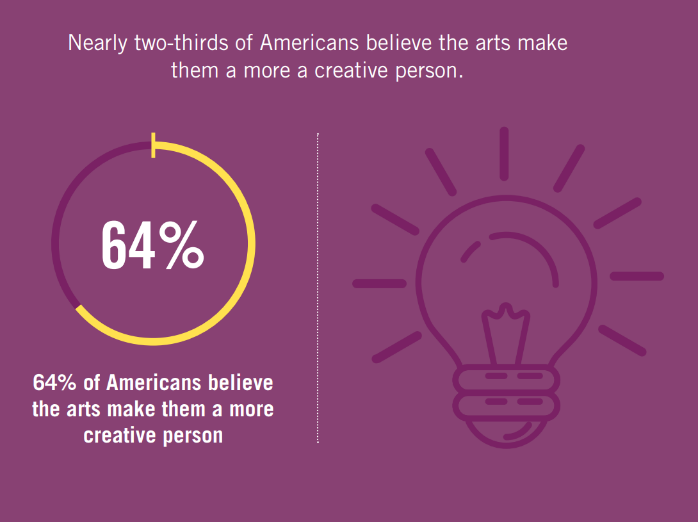 Nearly two-thirds of Americans believe the arts make
them a more a creative person.
64%
64% of Americans believe
the arts make them a more
creative person